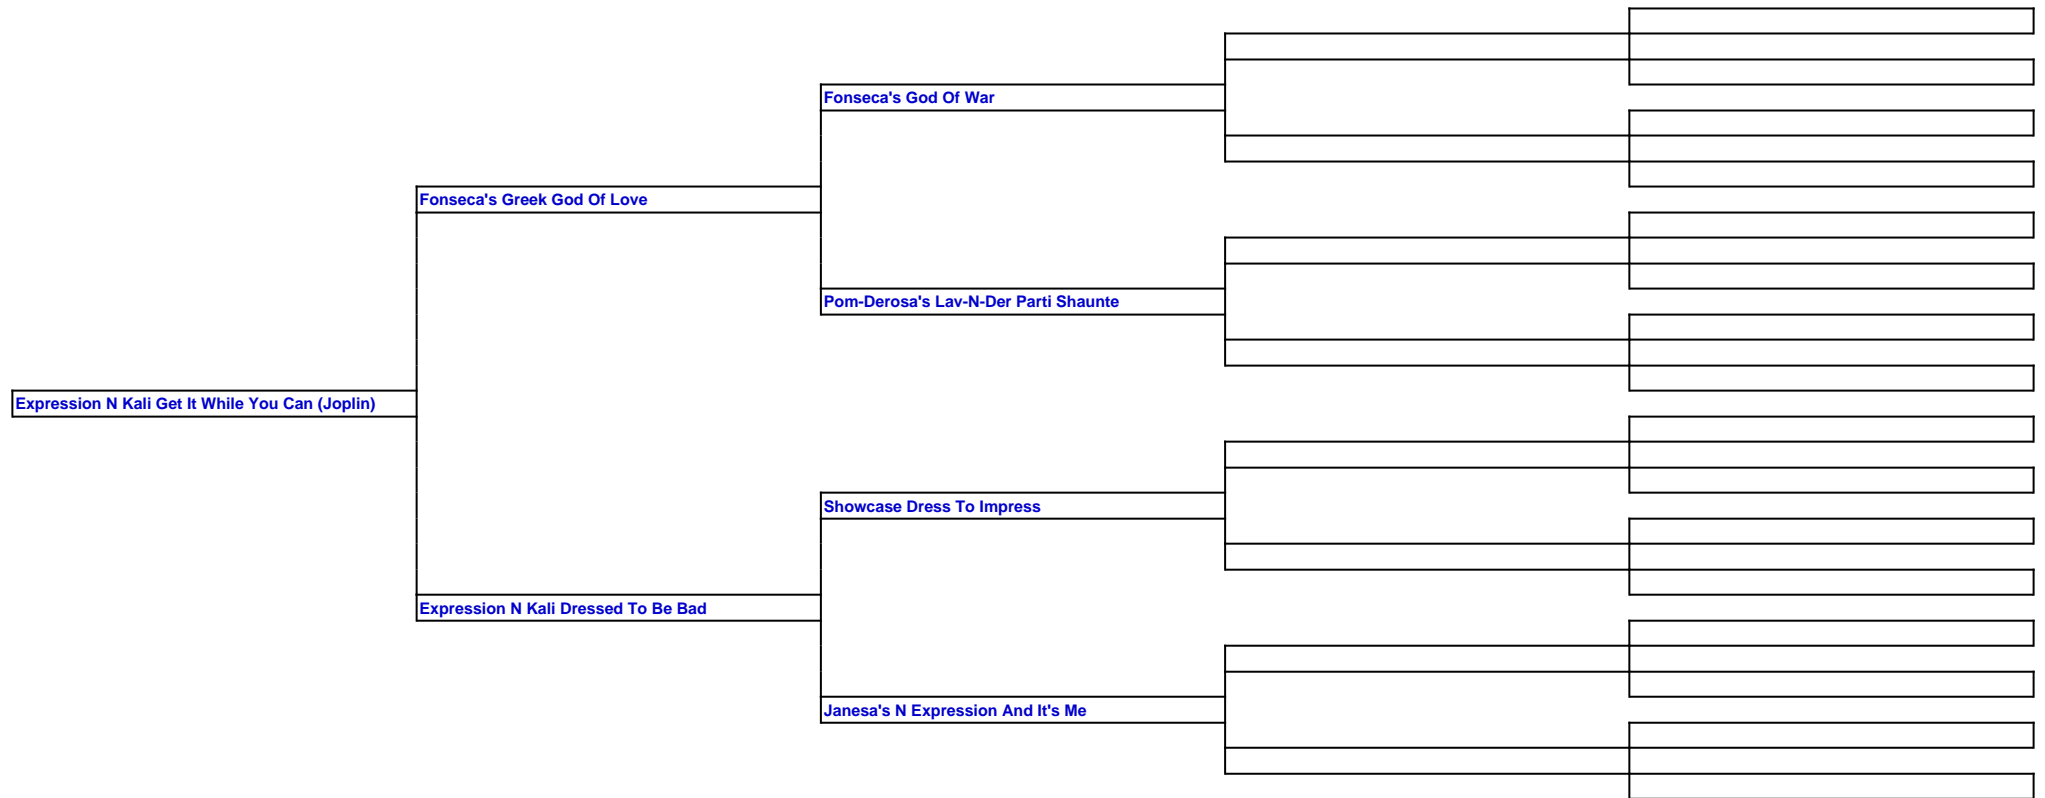 Fonseca's God Of War
Fonseca's Greek God Of Love
Pom-Derosa's Lav-N-Der Parti Shaunte
Expression N Kali Get It While You Can (Joplin)
Showcase Dress To Impress
Expression N Kali Dressed To Be Bad
Janesa's N Expression And It's Me